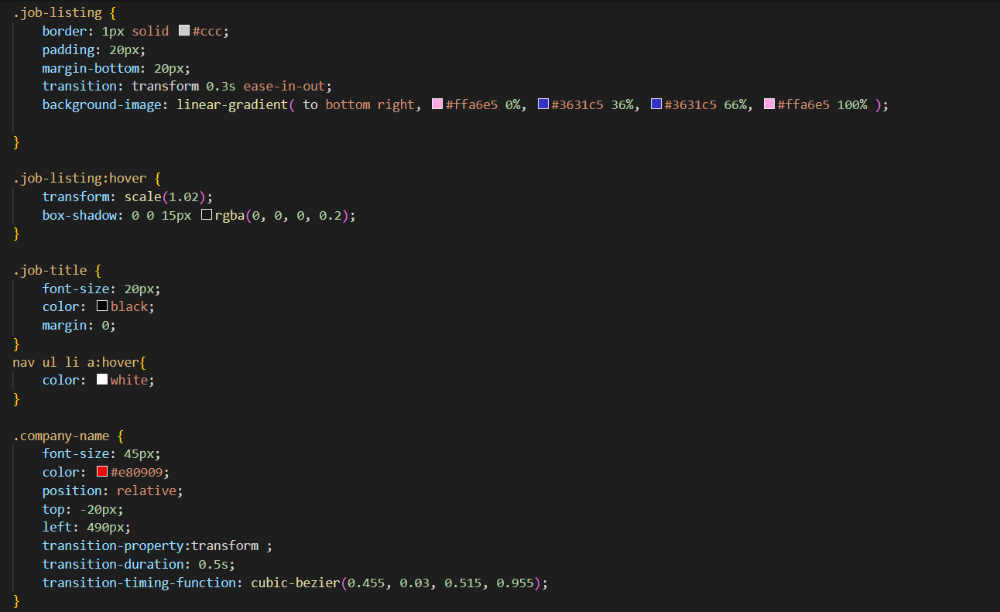 .job-listing {
    border: 1px solid #ccc;
    padding: 20px;
    margin-bottom: 20px;
    transition: transform 0.3s ease-in-out;
    background-image: linear-gradient( to bottom right, #ffa6e5 0%, #3631c5 36%, #3631c5 66%, #ffa6e5 100% );
}
.job-listing:hover {
    transform: scale(1.02);
    box-shadow: 0 0 15px rgba(0, 0, 0, 0.2);
}
.job-title {
    font-size: 20px;
    color: black;
    margin: 0;
}
nav ul li a:hover{
    color: white;
}
.company-name {
    font-size: 45px;
    color: #e80909;
    position: relative;
    top: -20px;
    left: 490px;
    transition-property:transform ;
    transition-duration: 0.5s;
    transition-timing-function: cubic-bezier(0.455, 0.03, 0.515, 0.955);
}